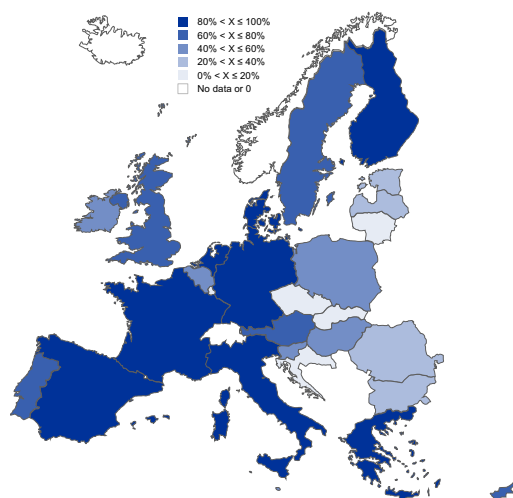 80% < X ≤ 100%
60% < X ≤ 80%
40% < X ≤ 60%
20% < X ≤ 40%
0% < X ≤ 20%
No data or 0